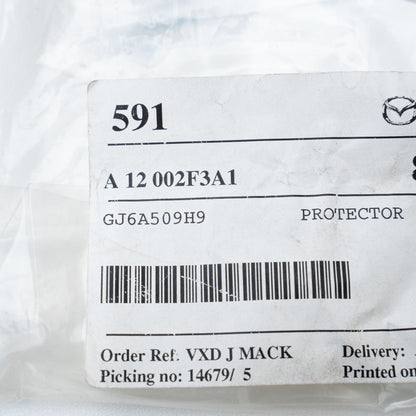 591
A 12 002F3A1
GJ6A509H9 PROTECTOR
Order Ref. VXD J MACK Delivery:
Picking no: 14679/ 5 Printed on